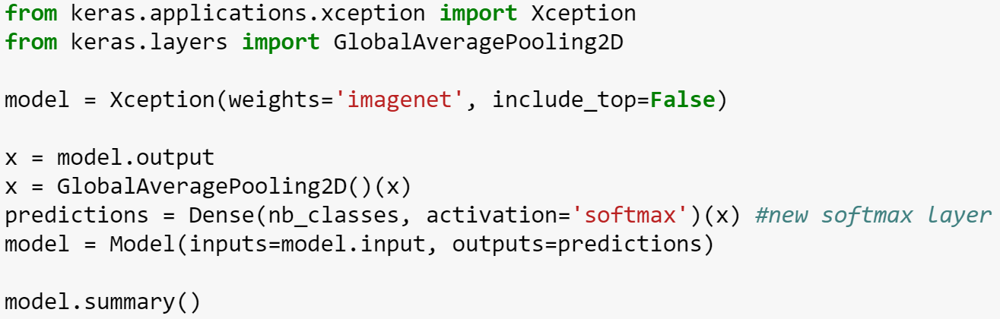 from keras.applications.xception import Xception
from keras.layers import GlobalAveragePooling2D
model = Xception(weights='imagenet', include_top=False)
x = model.output
x = GlobalAveragePooling2D()(x)
predictions = Dense(nb_classes, activation='softmax')(x) #new softmax layer
model = Model(inputs=model.input, outputs=predictions)
model.summary()